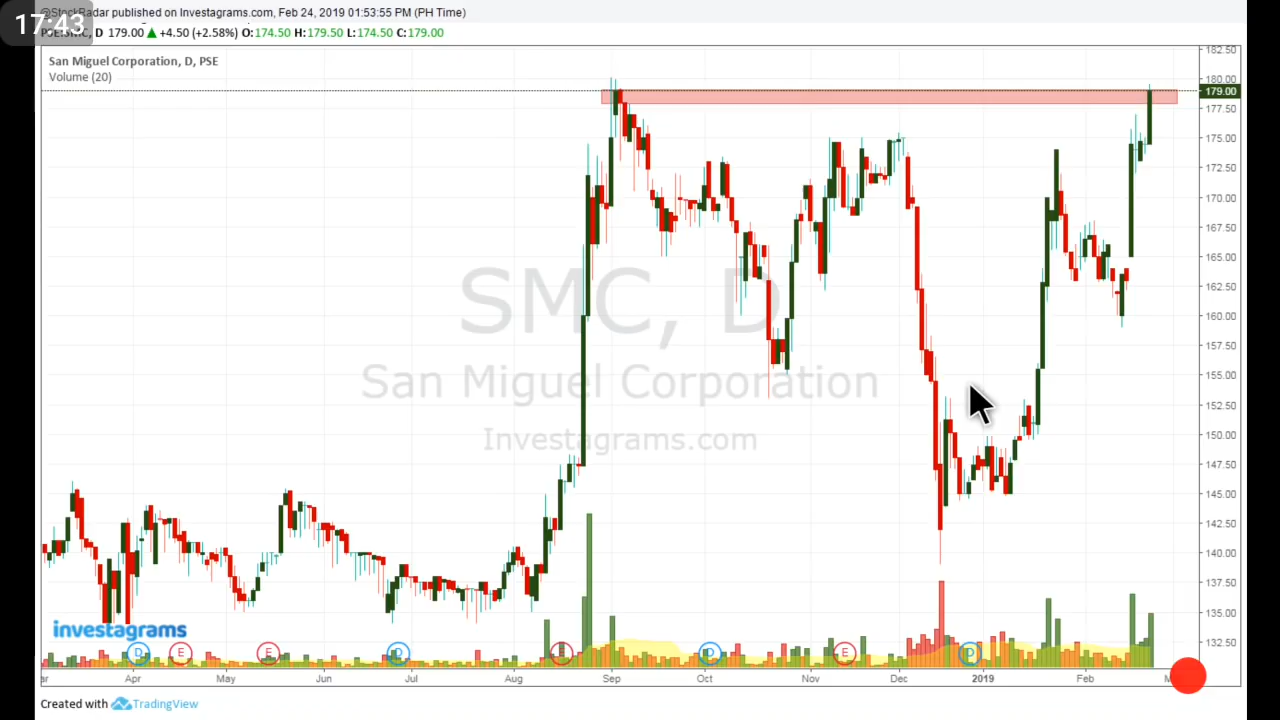 17:43
@StockRadar published on Investagrams.com, Feb 24, 2019 01:53:55 PM (PH Time)
PSE:SMC, D 179.00 ▲ +4.50 (+2.58%) O:174.50 H:179.50 L:174.50 C:179.00
San Miguel Corporation, D, PSE
Volume (20)
182.50
180.00
179.00
177.50
175.00
172.50
170.00
167.50
165.00
162.50
160.00
157.50
155.00
152.50
150.00
147.50
145.00
142.50
140.00
137.50
135.00
132.50
SMC, D
San Miguel Corporation
Investagrams.com
investagrams
D E E D E D E D
Apr May Jun Jul Aug Sep Oct Nov Dec 2019 Feb
Created with TradingView